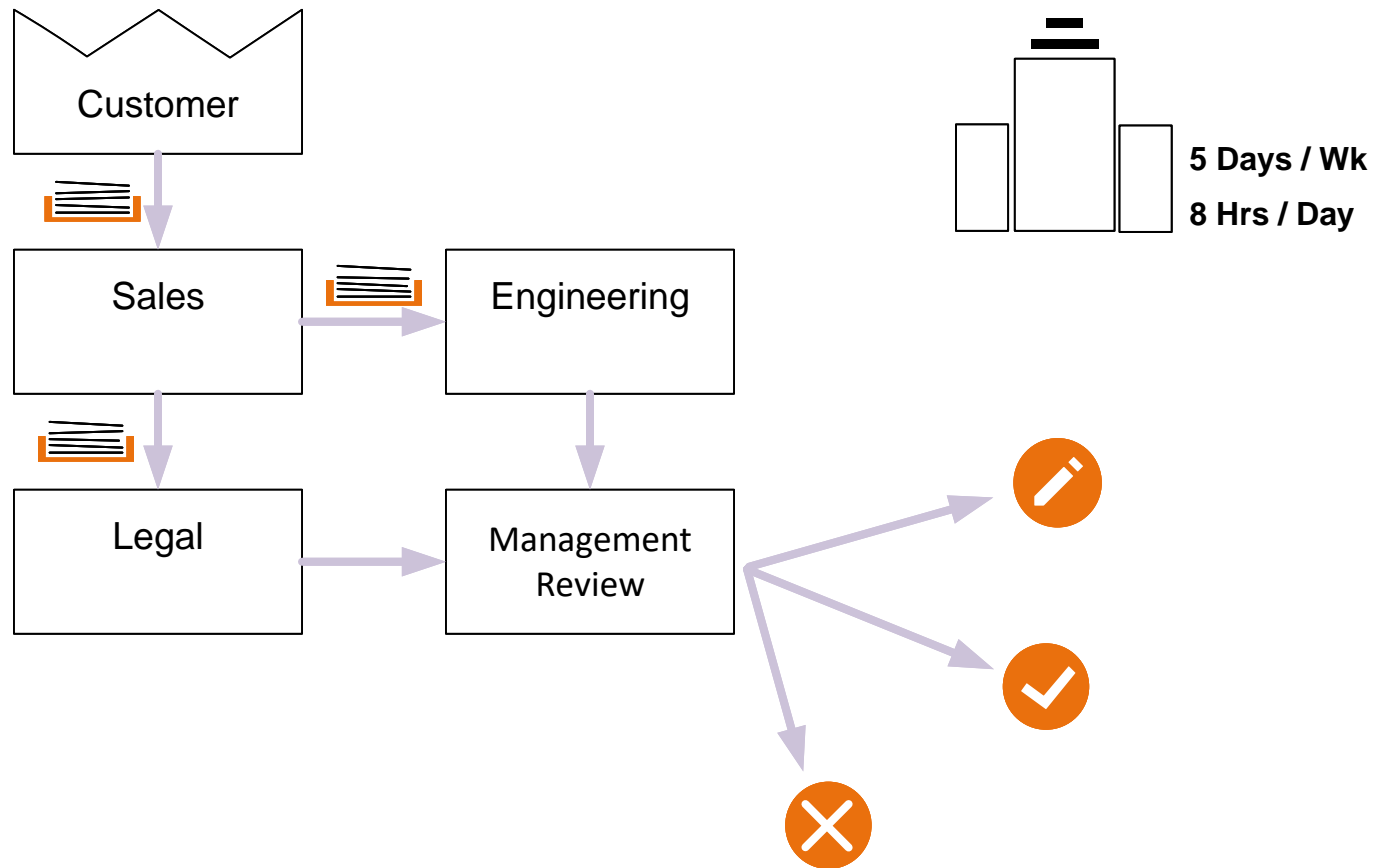 Customer
5 Days / Wk
8 Hrs / Day
Sales
Engineering
Legal
Management
Review